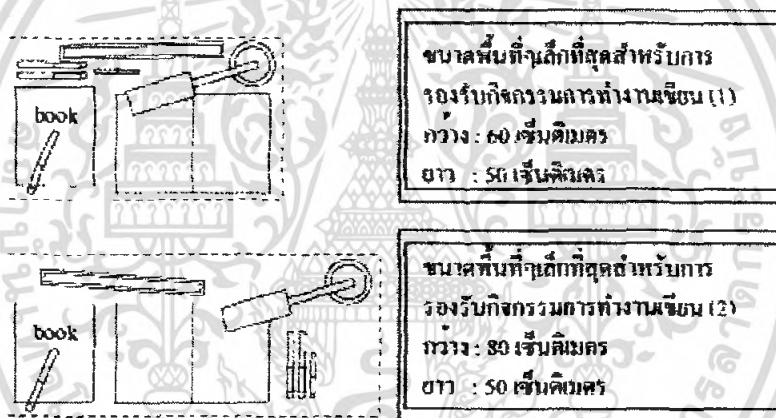 book
ขนาดพื้นที่ๆเล็กที่สุดสำหรับการ
รองรับกิจกรรมการทำงานเขียน (1)
กว้าง : 60 เซ็นติเมตร
ยาว : 50 เซ็นติเมตร
book
ขนาดพื้นที่ๆเล็กที่สุดสำหรับการ
รองรับกิจกรรมการทำงานเขียน (2)
กว้าง : 80 เซ็นติเมตร
ยาว : 50 เซ็นติเมตร